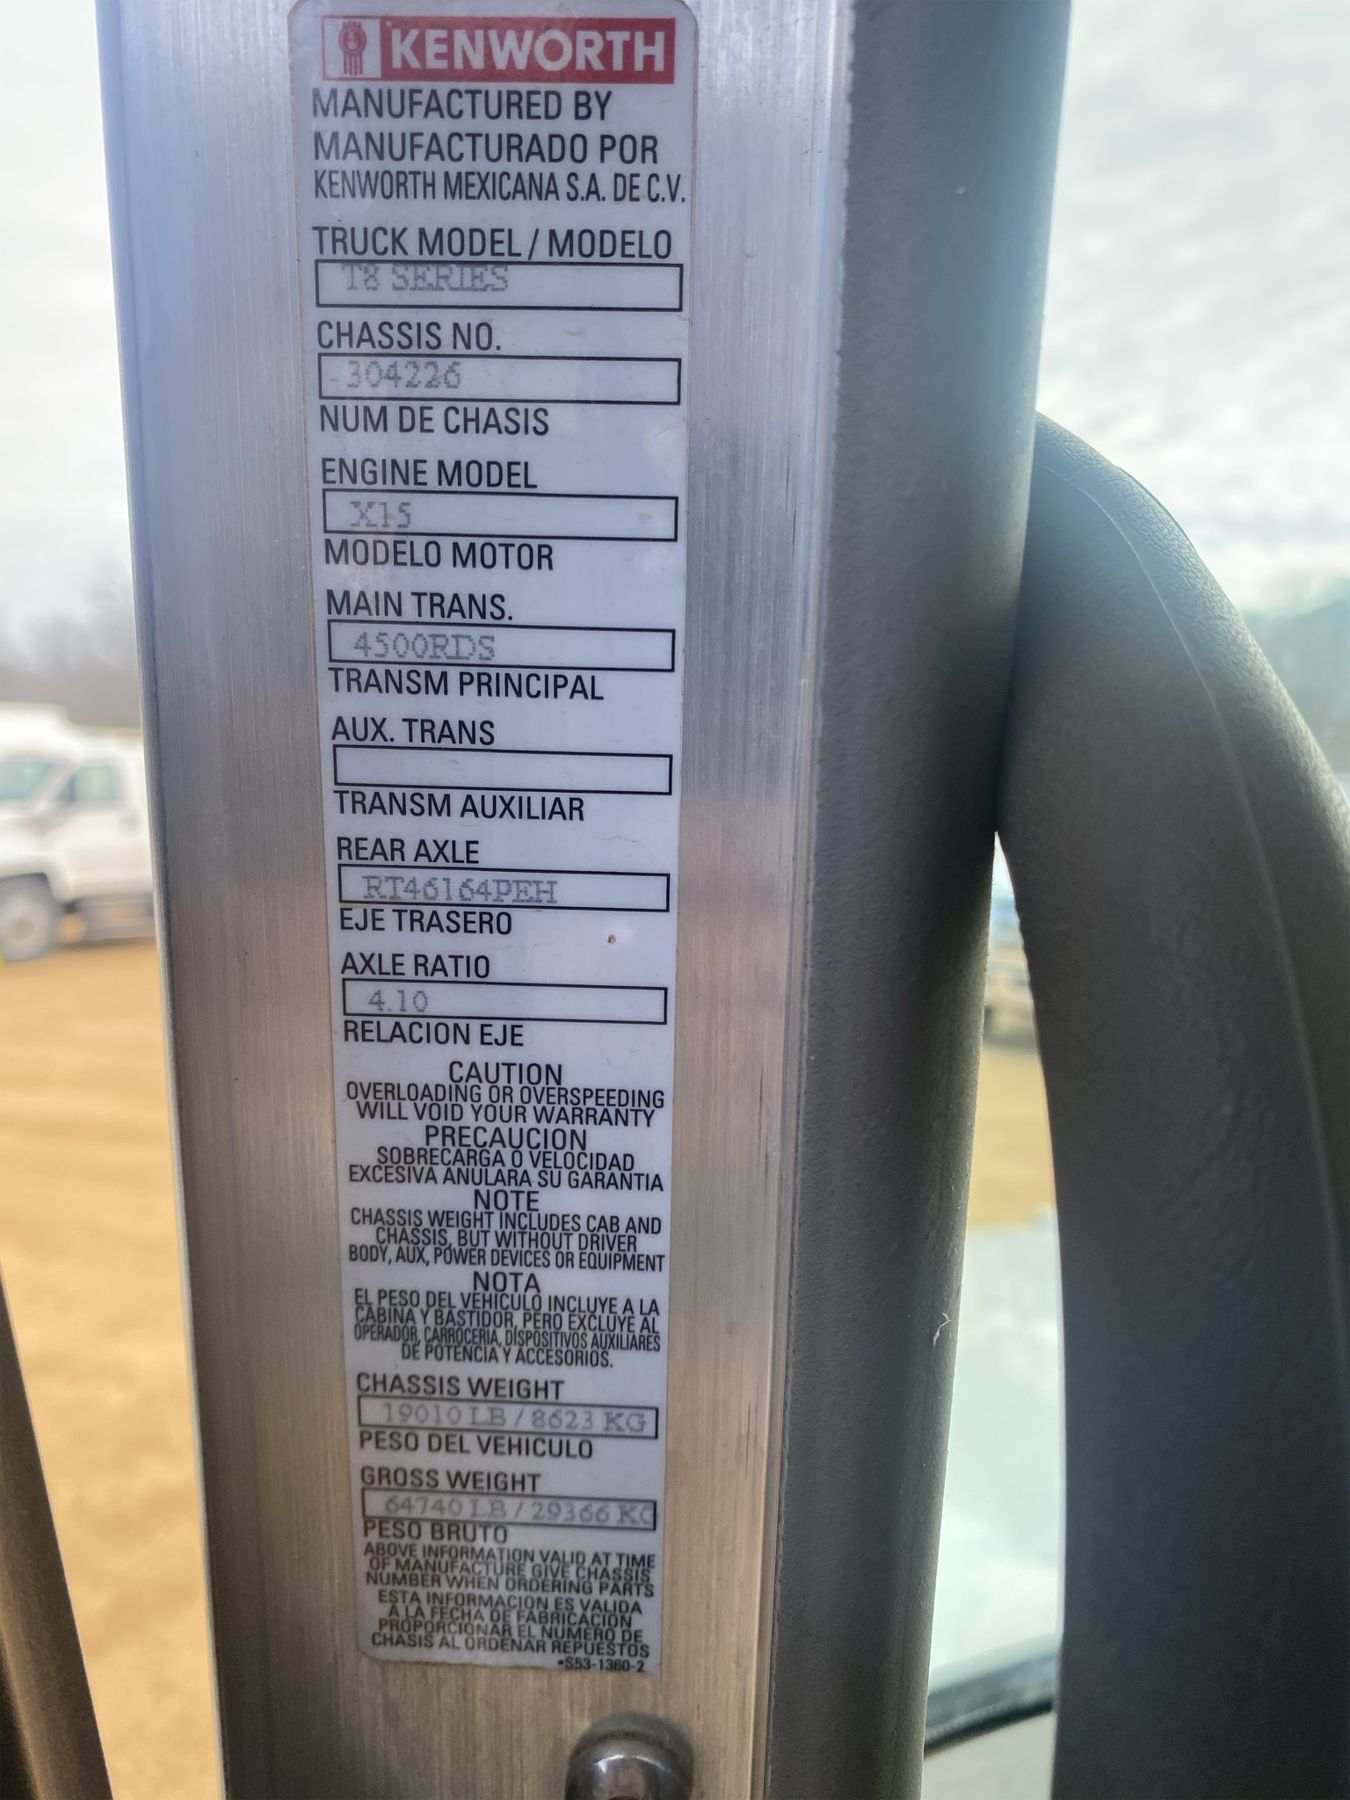 KENWORTH
MANUFACTURED BY
MANUFACTURADO POR
KENWORTH MEXICANA S.A. DE C.V.
TRUCK MODEL / MODELO
T8 SERIES
CHASSIS NO.
304226
NUM DE CHASIS
ENGINE MODEL
X15
MODELO MOTOR
MAIN TRANS.
4500RDS
TRANSM PRINCIPAL
AUX. TRANS
TRANSM AUXILIAR
REAR AXLE
RT46164PEH
EJE TRASERO
AXLE RATIO
4.10
RELACION EJE
CAUTION
OVERLOADING OR OVERSPEEDING
WILL VOID YOUR WARRANTY
PRECAUCION
SOBRECARGA O VELOCIDAD
EXCESIVA ANULARA SU GARANTIA
NOTE
CHASSIS WEIGHT INCLUDES CAB AND
CHASSIS, BUT WITHOUT DRIVER
BODY, AUX, POWER DEVICES OR EQUIPMENT
NOTA
EL PESO DEL VEHICULO INCLUYE A LA
CABINA Y BASTIDOR, PERO EXCLUYE AL
OPERADOR, CARROCERIA, DISPOSITIVOS AUXILIARES
DE POTENCIA Y ACCESORIOS.
CHASSIS WEIGHT
19010 LB / 8623 KG
PESO DEL VEHICULO
GROSS WEIGHT
64740 LB / 29366 KG
PESO BRUTO
ABOVE INFORMATION VALID AT TIME
OF MANUFACTURE GIVE CHASSIS
NUMBER WHEN ORDERING PARTS
ESTA INFORMACION ES VALIDA
A LA FECHA DE FABRICACION
PROPORCIONAR EL NUMERO DE
CHASIS AL ORDENAR REPUESTOS
•S53-1360-2